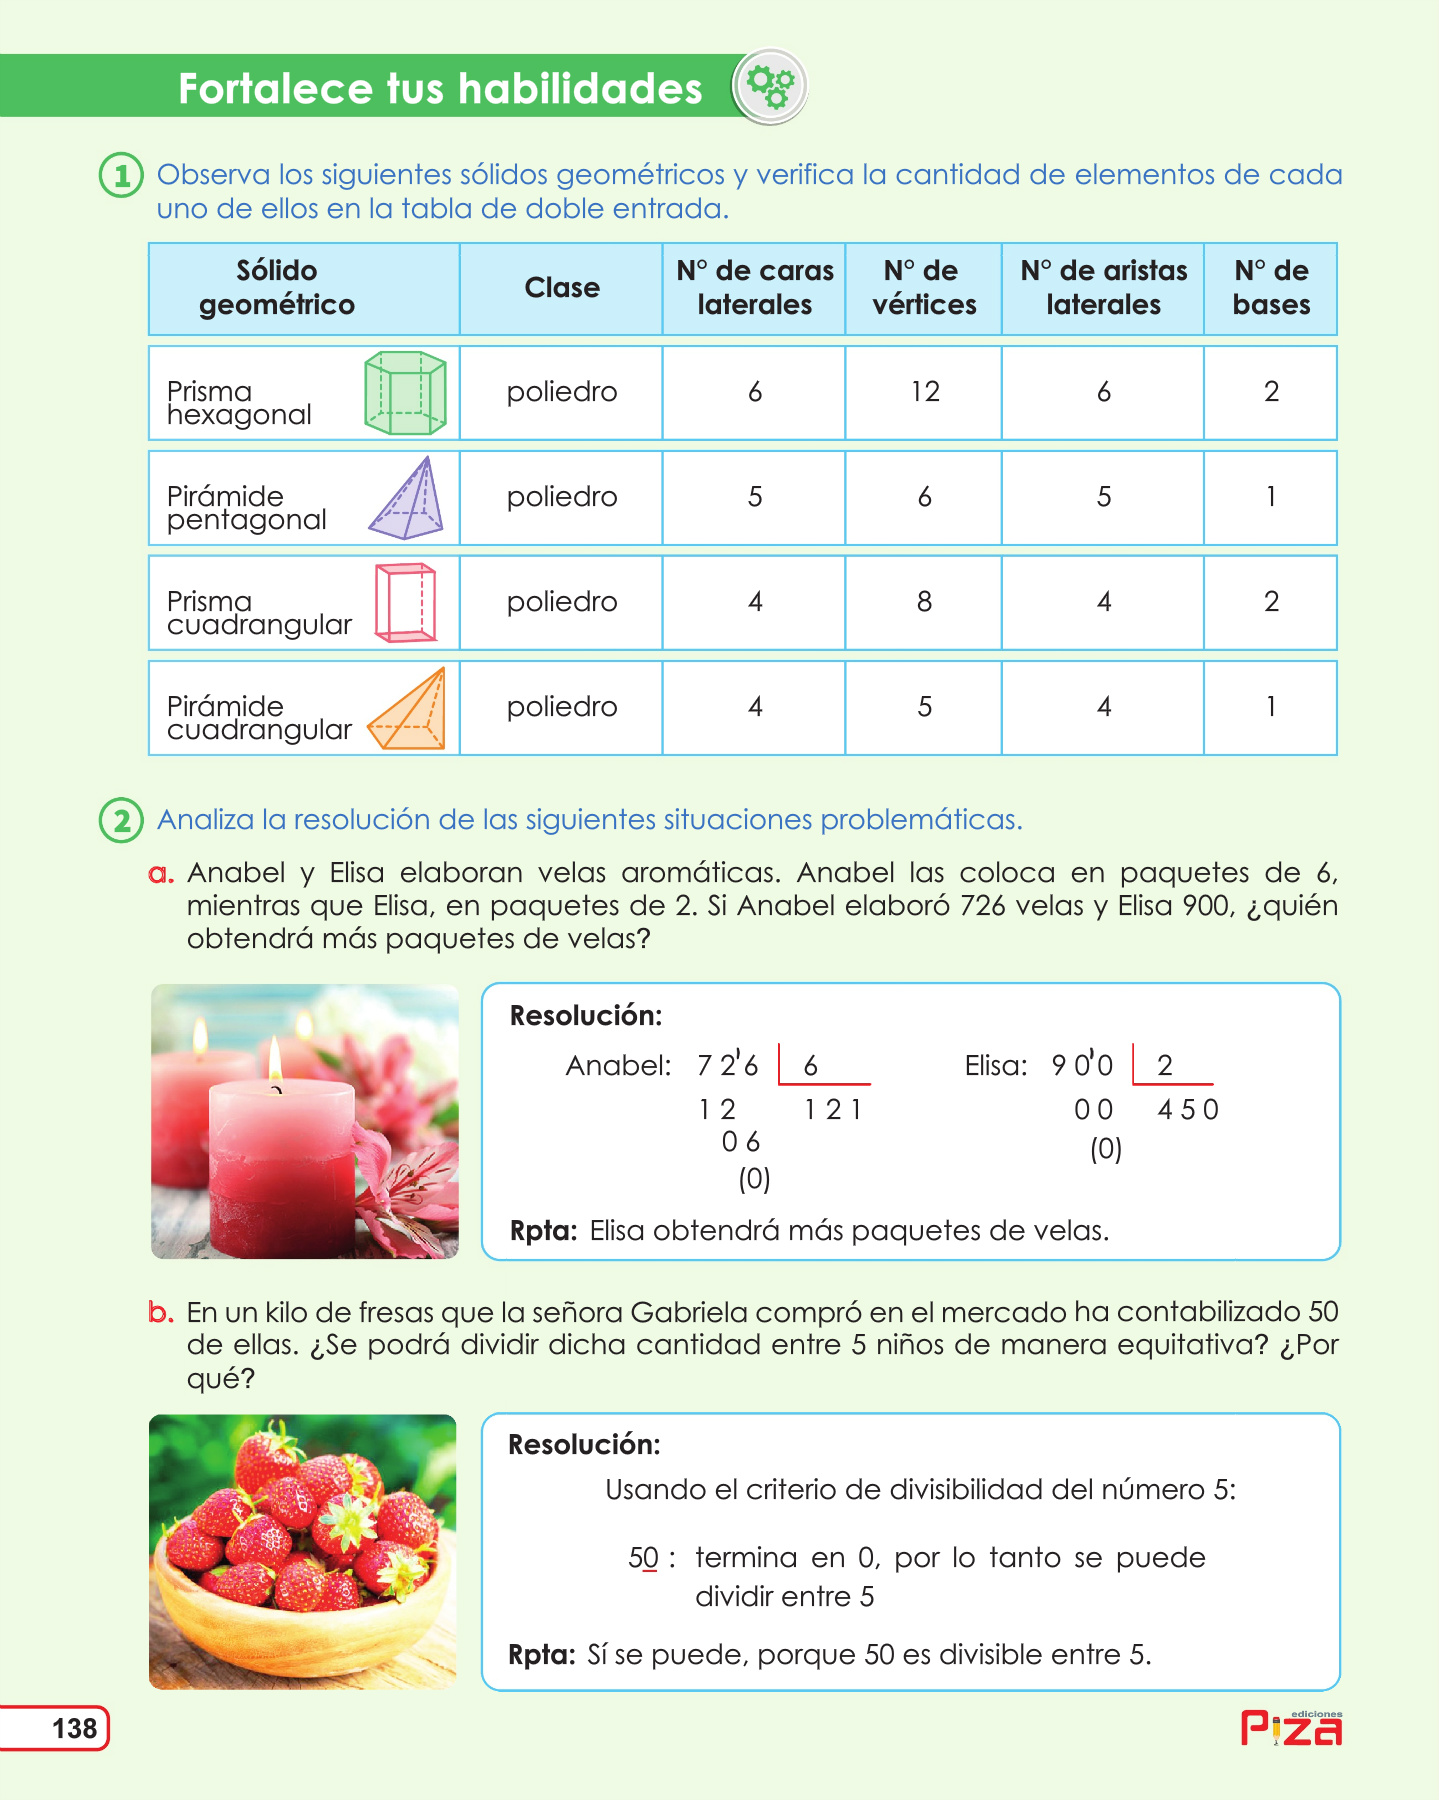 Fortalece tus habilidades
1 Observa los siguientes sólidos geométricos y verifica la cantidad de elementos de cada
uno de ellos en la tabla de doble entrada.
Sólido geométrico Clase N° de caras laterales N° de vértices N° de aristas laterales N° de bases
Prisma hexagonal poliedro 6 12 6 2
Pirámide pentagonal poliedro 5 6 5 1
Prisma cuadrangular poliedro 4 8 4 2
Pirámide cuadrangular poliedro 4 5 4 1
2 Analiza la resolución de las siguientes situaciones problemáticas.
a. Anabel y Elisa elaboran velas aromáticas. Anabel las coloca en paquetes de 6,
mientras que Elisa, en paquetes de 2. Si Anabel elaboró 726 velas y Elisa 900, ¿quién
obtendrá más paquetes de velas?
Resolución:
Anabel: 7 2'6 6 Elisa: 9 0'0 2
1 2 1 2 1 0 0 4 5 0
0 6 (0)
(0)
Rpta: Elisa obtendrá más paquetes de velas.
b. En un kilo de fresas que la señora Gabriela compró en el mercado ha contabilizado 50
de ellas. ¿Se podrá dividir dicha cantidad entre 5 niños de manera equitativa? ¿Por
qué?
Resolución:
Usando el criterio de divisibilidad del número 5:
50 : termina en 0, por lo tanto se puede
dividir entre 5
Rpta: Sí se puede, porque 50 es divisible entre 5.
138
ediciones
Piza